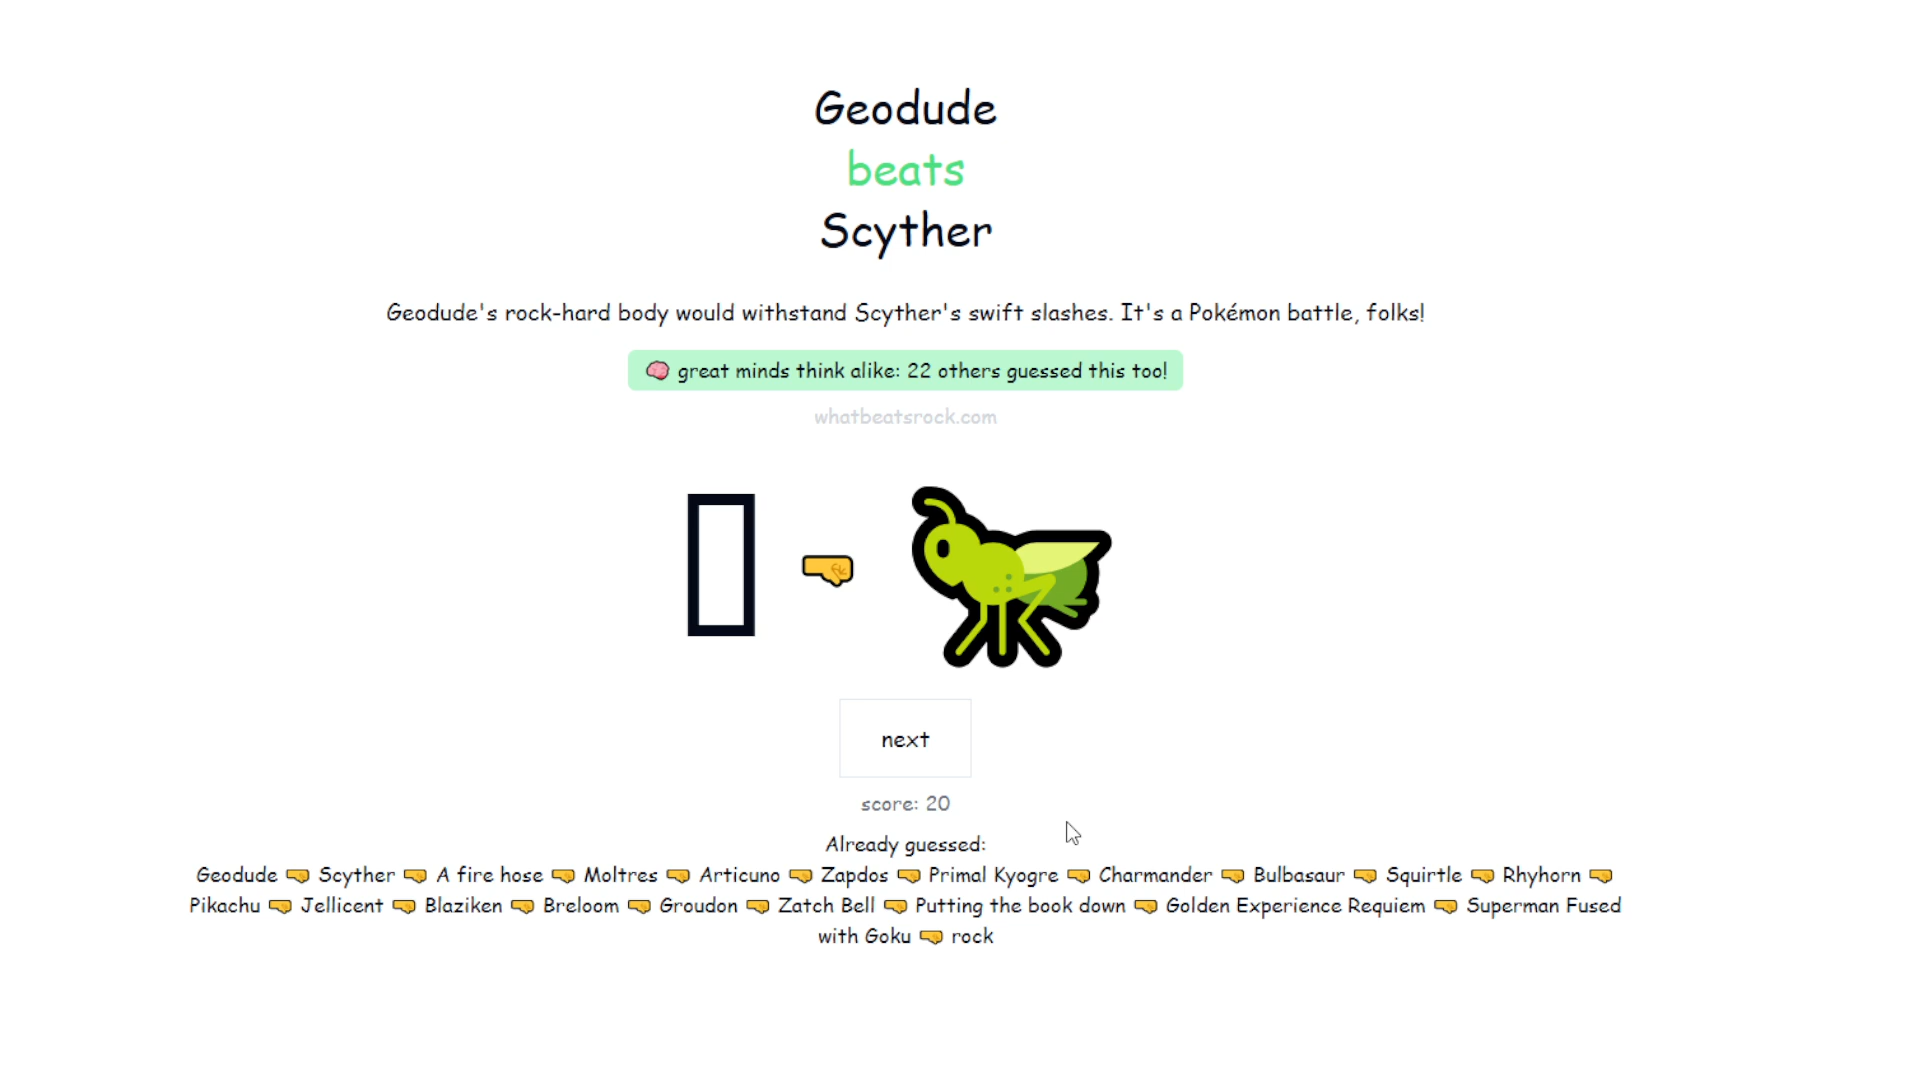 Geodude
beats
Scyther
Geodude's rock-hard body would withstand Scyther's swift slashes. It's a Pokémon battle, folks!
🧠 great minds think alike: 22 others guessed this too!
whatbeatsrock.com
next
score: 20
Already guessed:
Geodude 🤜 Scyther 🤜 A fire hose 🤜 Moltres 🤜 Articuno 🤜 Zapdos 🤜 Primal Kyogre 🤜 Charmander 🤜 Bulbasaur 🤜 Squirtle 🤜 Rhyhorn 🤜
Pikachu 🤜 Jellicent 🤜 Blaziken 🤜 Breloom 🤜 Groudon 🤜 Zatch Bell 🤜 Putting the book down 🤜 Golden Experience Requiem 🤜 Superman Fused
with Goku 🤜 rock